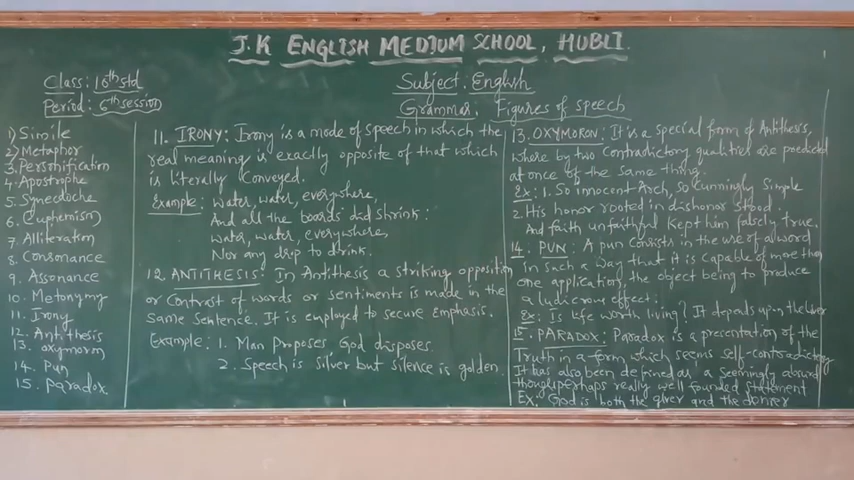 J.K ENGLISH MEDIUM SCHOOL, HUBLI.
Class: 10th std
Subject: English
Period: 6th session
Grammar: Figures of speech
1) Simile
2) Metaphor
3. Personification
4. Apostrophe
5. Synecdoche
6. Euphemism
7. Alliteration
8. Consonance
9. Assonance
10. Metonymy
11. Irony
12. Antithesis
13. oxymorm
14. Pun
15. Paradox
11. IRONY: Irony is a mode of speech in which the
real meaning is exactly opposite of that which
is literally conveyed.
Example: Water, water, everywhere,
And all the boards did shrink:
Water, water, everywhere,
Nor any drop to drink.
12. ANTITHESIS: In Antithesis a striking opposition
or contrast of words or sentiments is made in the
same sentence. It is employed to secure emphasis.
Example: 1. Man Proposes God disposes.
2. Speech is silver but silence is golden.
13. OXYMORON: It is a special form of Antithesis,
where by two Contradictory qualities are predicted
at once of the same thing.
Ex: 1. So innocent Arch, so Cunningly Simple
2. His honor rooted in dishonor stood
And faith unfaithful kept him falsely true.
14. PUN: A pun consists in the use of a word
in such a way that it is capable of more than
one application, the object being to produce
a ludicrous effect:
Ex: Is life worth living? It depends upon the liver
15. PARADOX: Paradox is a presentation of the
Truth in a form which seems self-contradictory
It has also been defined as a seemingly absurd
though perhaps really well founded statement
Ex: God is both the giver and the